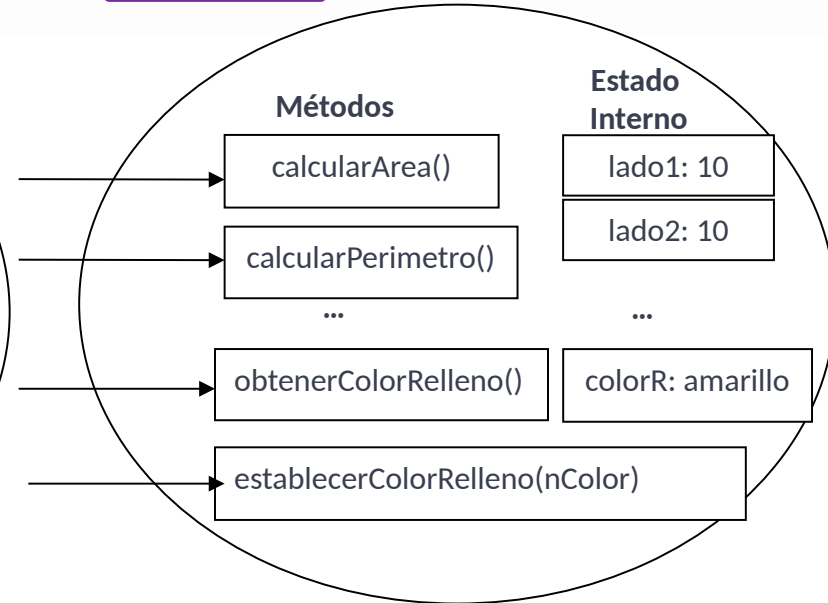 Métodos
Estado
Interno
calcularArea()
lado1: 10
calcularPerimetro()
lado2: 10
...
...
obtenerColorRelleno()
colorR: amarillo
establecerColorRelleno(nColor)